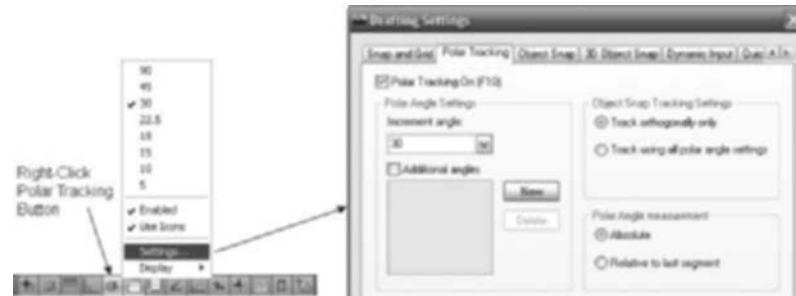 90
45
30
22.5
18
15
10
5
Enabled
Use Icons
Settings...
Display
Right-Click
Polar Tracking
Button
Drafting Settings
Snap and Grid Polar Tracking Object Snap 3D Object Snap Dynamic Input Quic
Polar Tracking On (F10)
Polar Angle Settings
Increment angle:
30
Additional angles
New
Delete
Object Snap Tracking Settings
Track orthogonally only
Track using all polar angle settings
Polar Angle measurement
Absolute
Relative to last segment